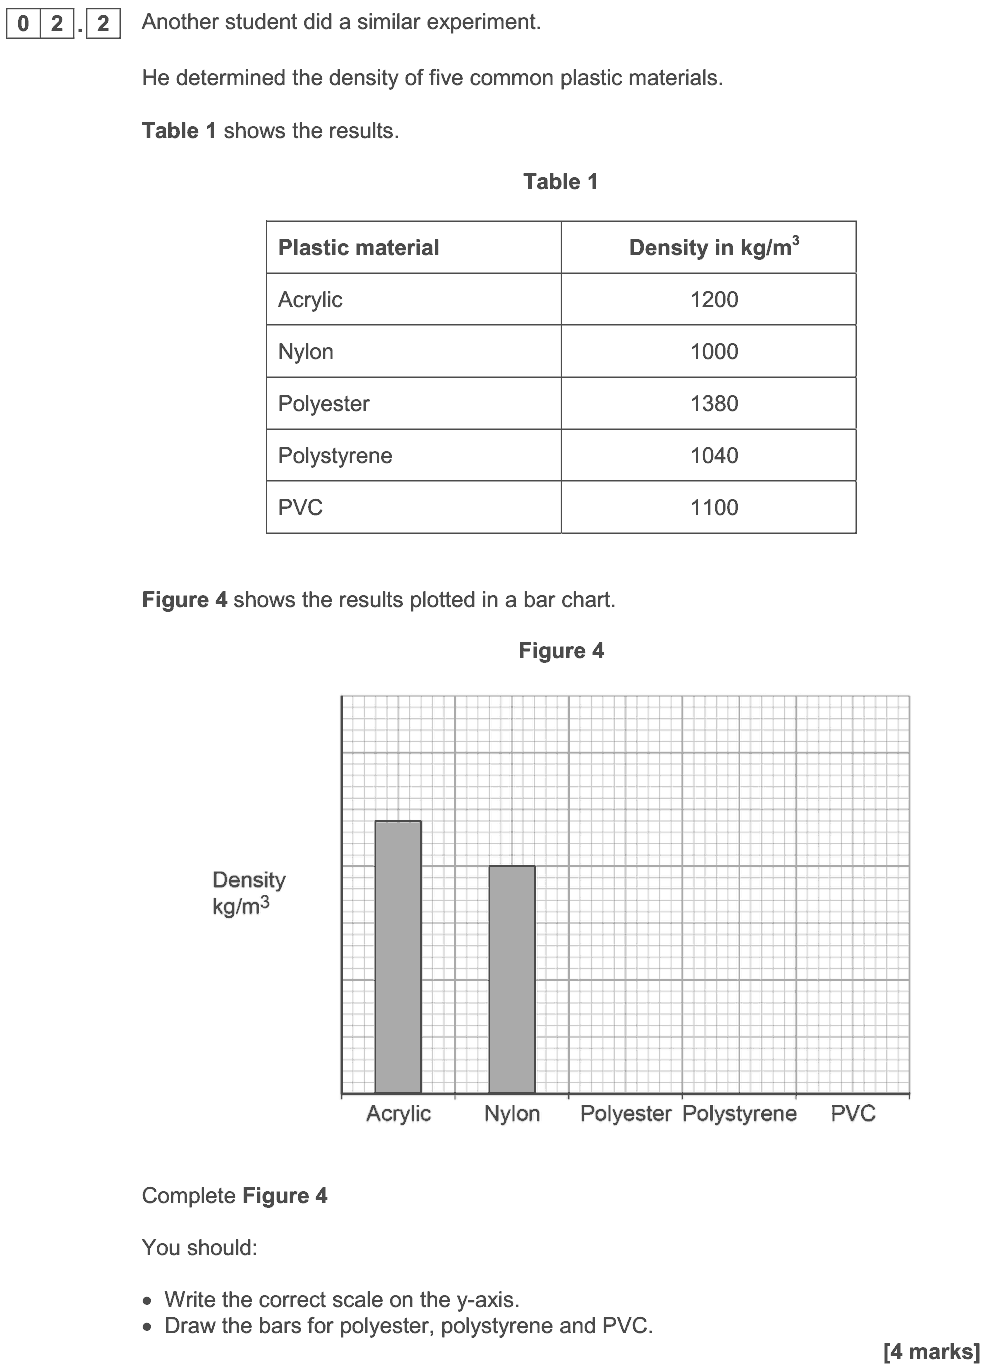 0 2 . 2 Another student did a similar experiment.
He determined the density of five common plastic materials.
Table 1 shows the results.
Table 1
Plastic material Density in kg/m³
Acrylic 1200
Nylon 1000
Polyester 1380
Polystyrene 1040
PVC 1100
Figure 4 shows the results plotted in a bar chart.
Figure 4
Density
kg/m³
Acrylic Nylon Polyester Polystyrene PVC
Complete Figure 4
You should:
• Write the correct scale on the y-axis.
• Draw the bars for polyester, polystyrene and PVC.
[4 marks]